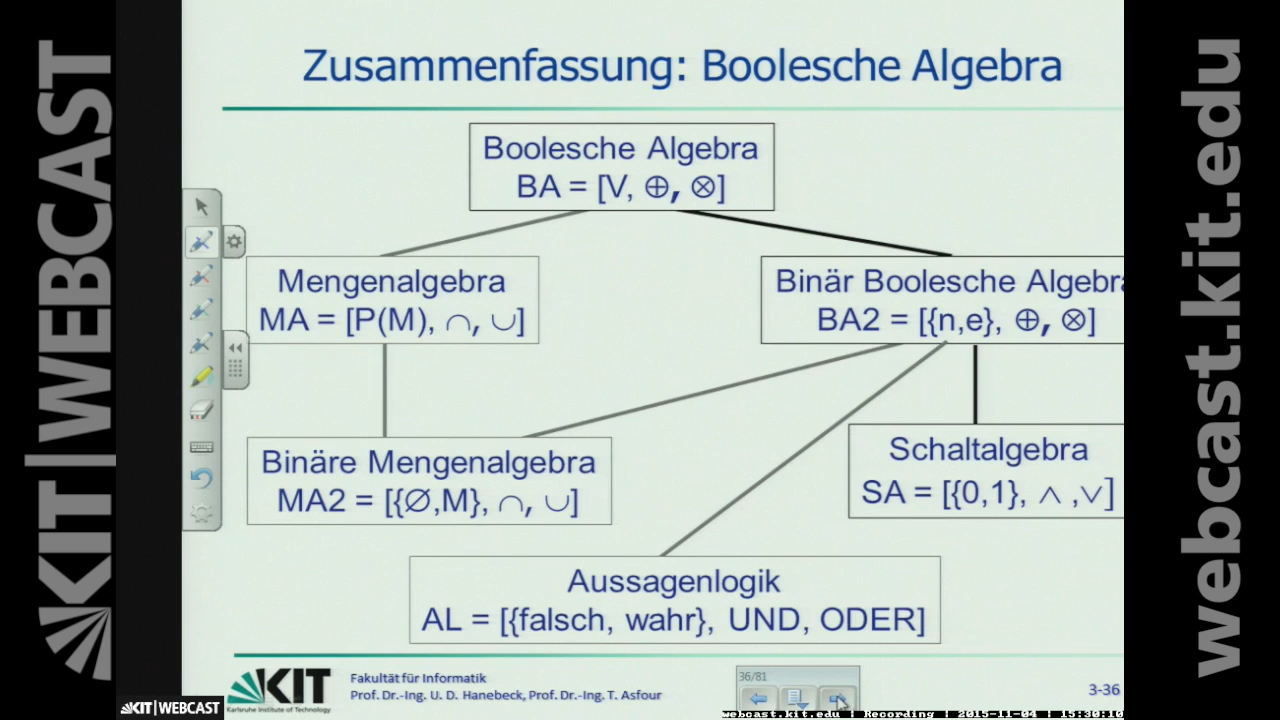 KIT|WEBCAST
Zusammenfassung: Boolesche Algebra
Boolesche Algebra
BA = [V, ⊕, ⊗]
Mengenalgebra
MA = [P(M), ∩, ∪]
Binär Boolesche Algebra
BA2 = [{n,e}, ⊕, ⊗]
Binäre Mengenalgebra
MA2 = [{∅,M}, ∩, ∪]
Schaltalgebra
SA = [{0,1}, ∧ ,∨]
Aussagenlogik
AL = [{falsch, wahr}, UND, ODER]
KIT
Karlsruhe Institute of Technology
Fakultät für Informatik
Prof. Dr.-Ing. U. D. Hanebeck, Prof. Dr.-Ing. T. Asfour
36/81
3-36
KIT|WEBCAST
webcast.kit.edu | Recording | 2015-11-04 | 15:30:10
webcast.kit.edu